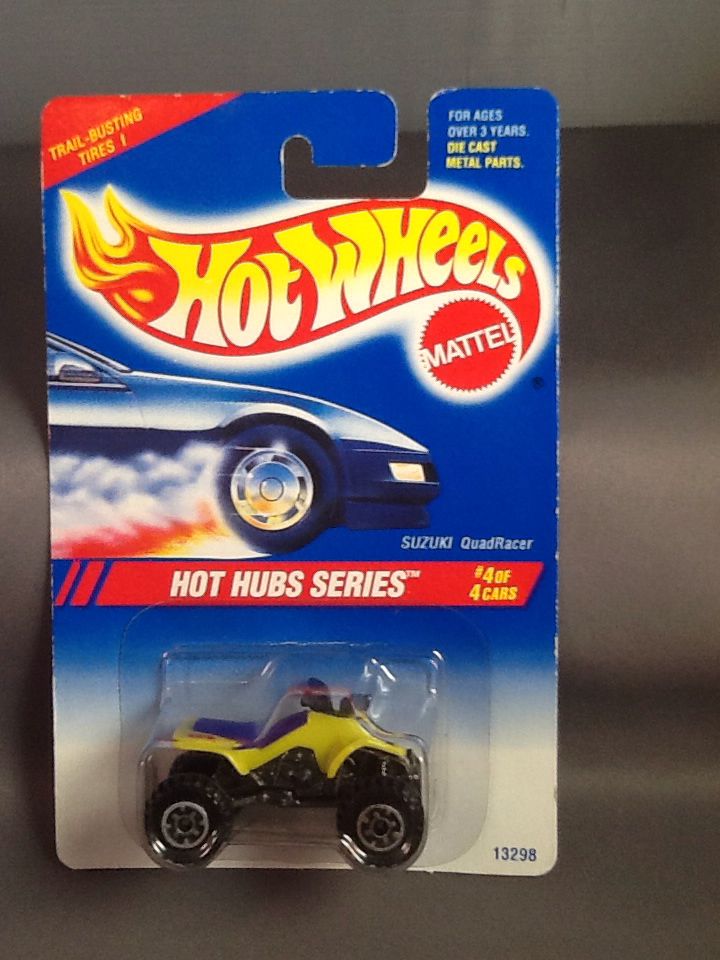 TRAIL-BUSTING
TIRES !
FOR AGES
OVER 3 YEARS.
DIE CAST
METAL PARTS.
HOT WHEELS
MATTEL
®
SUZUKI QuadRacer
HOT HUBS SERIES™
#4 OF
4 CARS
13298